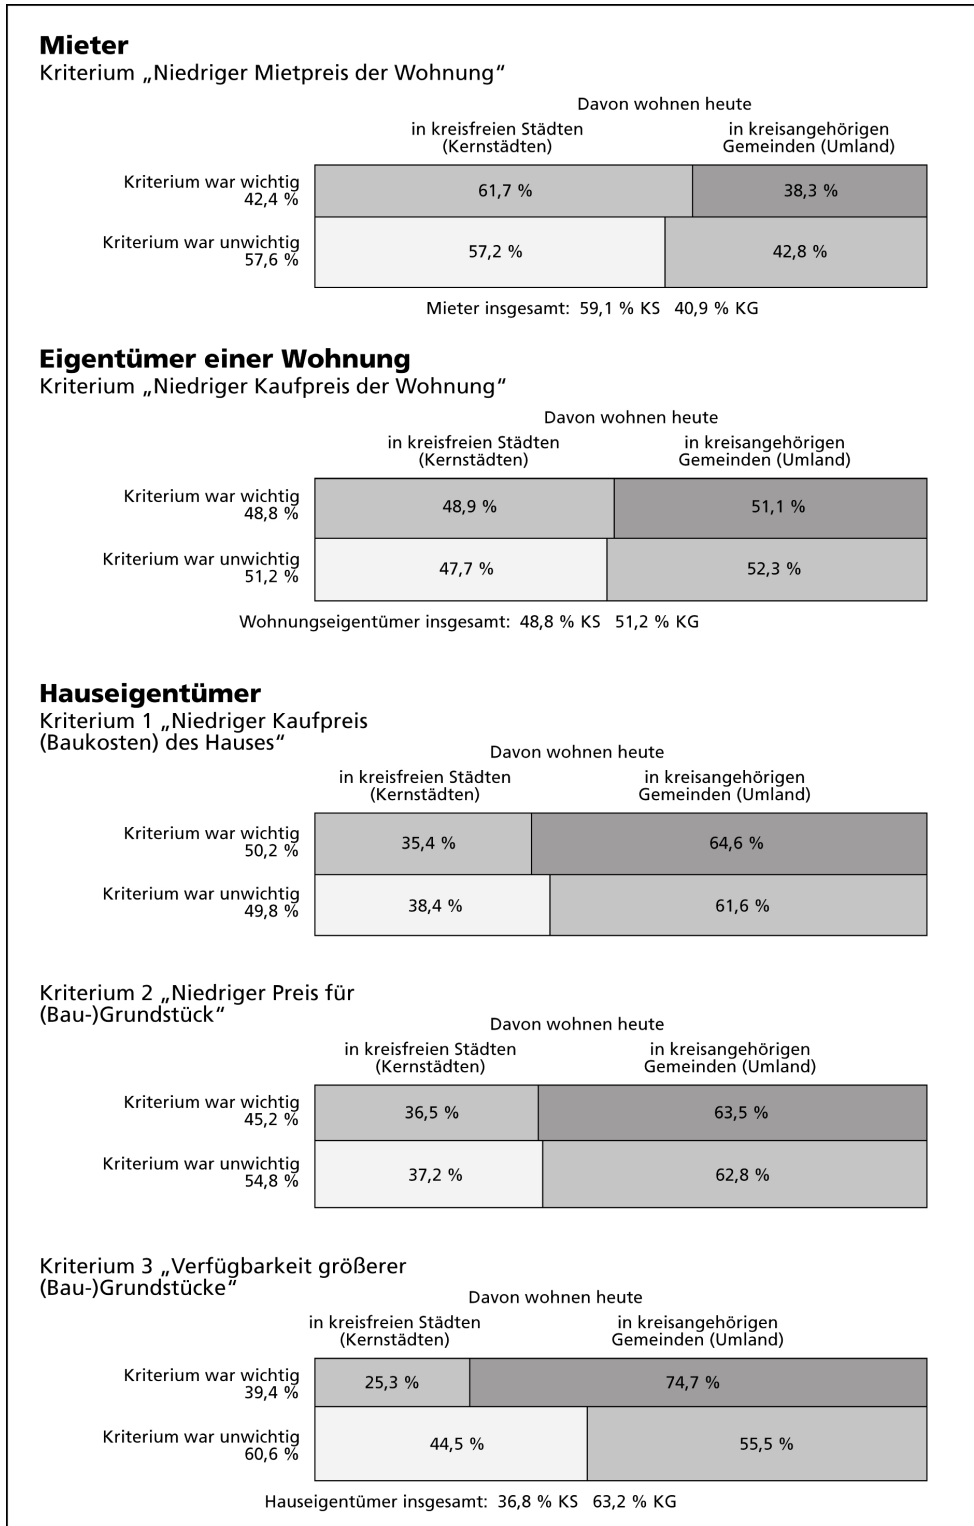 Mieter
Kriterium „Niedriger Mietpreis der Wohnung“
Davon wohnen heute
in kreisfreien Städten
(Kernstädten)
in kreisangehörigen
Gemeinden (Umland)
Kriterium war wichtig
42,4 %
61,7 %
38,3 %
Kriterium war unwichtig
57,6 %
57,2 %
42,8 %
Mieter insgesamt: 59,1 % KS 40,9 % KG
Eigentümer einer Wohnung
Kriterium „Niedriger Kaufpreis der Wohnung“
Davon wohnen heute
in kreisfreien Städten
(Kernstädten)
in kreisangehörigen
Gemeinden (Umland)
Kriterium war wichtig
48,8 %
48,9 %
51,1 %
Kriterium war unwichtig
51,2 %
47,7 %
52,3 %
Wohnungseigentümer insgesamt: 48,8 % KS 51,2 % KG
Hauseigentümer
Kriterium 1 „Niedriger Kaufpreis
(Baukosten) des Hauses“
Davon wohnen heute
in kreisfreien Städten
(Kernstädten)
in kreisangehörigen
Gemeinden (Umland)
Kriterium war wichtig
50,2 %
35,4 %
64,6 %
Kriterium war unwichtig
49,8 %
38,4 %
61,6 %
Kriterium 2 „Niedriger Preis für
(Bau-)Grundstück“
Davon wohnen heute
in kreisfreien Städten
(Kernstädten)
in kreisangehörigen
Gemeinden (Umland)
Kriterium war wichtig
45,2 %
36,5 %
63,5 %
Kriterium war unwichtig
54,8 %
37,2 %
62,8 %
Kriterium 3 „Verfügbarkeit größerer
(Bau-)Grundstücke“
Davon wohnen heute
in kreisfreien Städten
(Kernstädten)
in kreisangehörigen
Gemeinden (Umland)
Kriterium war wichtig
39,4 %
25,3 %
74,7 %
Kriterium war unwichtig
60,6 %
44,5 %
55,5 %
Hauseigentümer insgesamt: 36,8 % KS 63,2 % KG